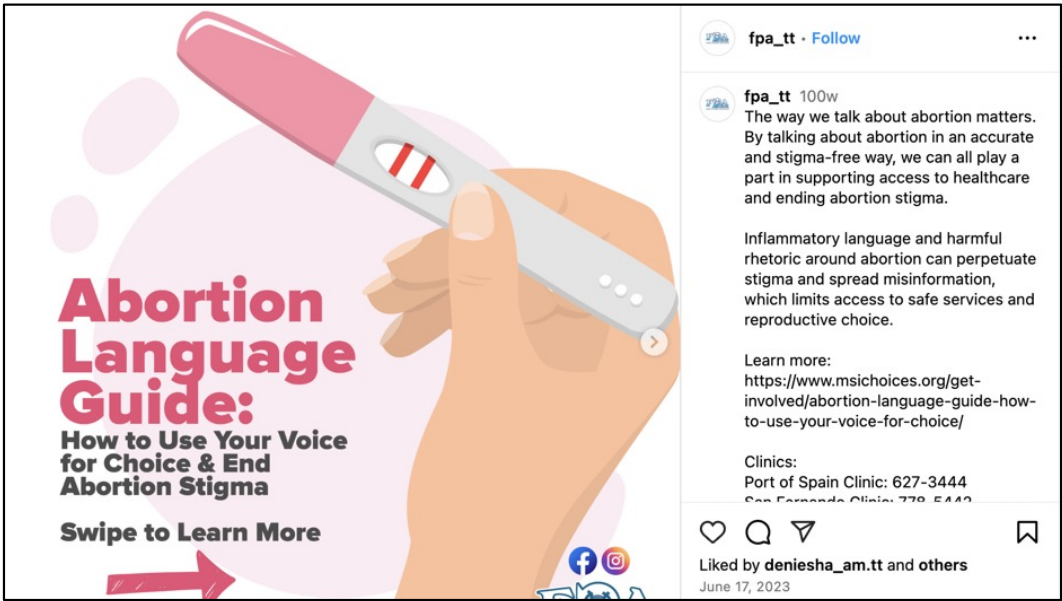 Abortion
Language
Guide:
How to Use Your Voice
for Choice & End
Abortion Stigma
Swipe to Learn More
fpa_tt · Follow
fpa_tt 100w
The way we talk about abortion matters.
By talking about abortion in an accurate
and stigma-free way, we can all play a
part in supporting access to healthcare
and ending abortion stigma.
Inflammatory language and harmful
rhetoric around abortion can perpetuate
stigma and spread misinformation,
which limits access to safe services and
reproductive choice.
Learn more:
https://www.msichoices.org/get-
involved/abortion-language-guide-how-
to-use-your-voice-for-choice/
Clinics:
Port of Spain Clinic: 627-3444
San Fernando Clinic: 778-5442
Liked by deniesha_am.tt and others
June 17, 2023